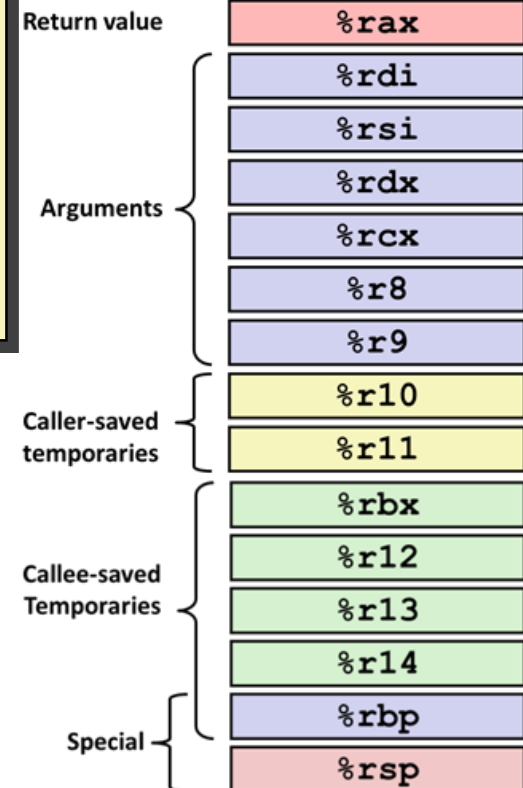 Return value
%rax
Arguments
%rdi
%rsi
%rdx
%rcx
%r8
%r9
Caller-saved
temporaries
%r10
%r11
Callee-saved
Temporaries
%rbx
%r12
%r13
%r14
Special
%rbp
%rsp